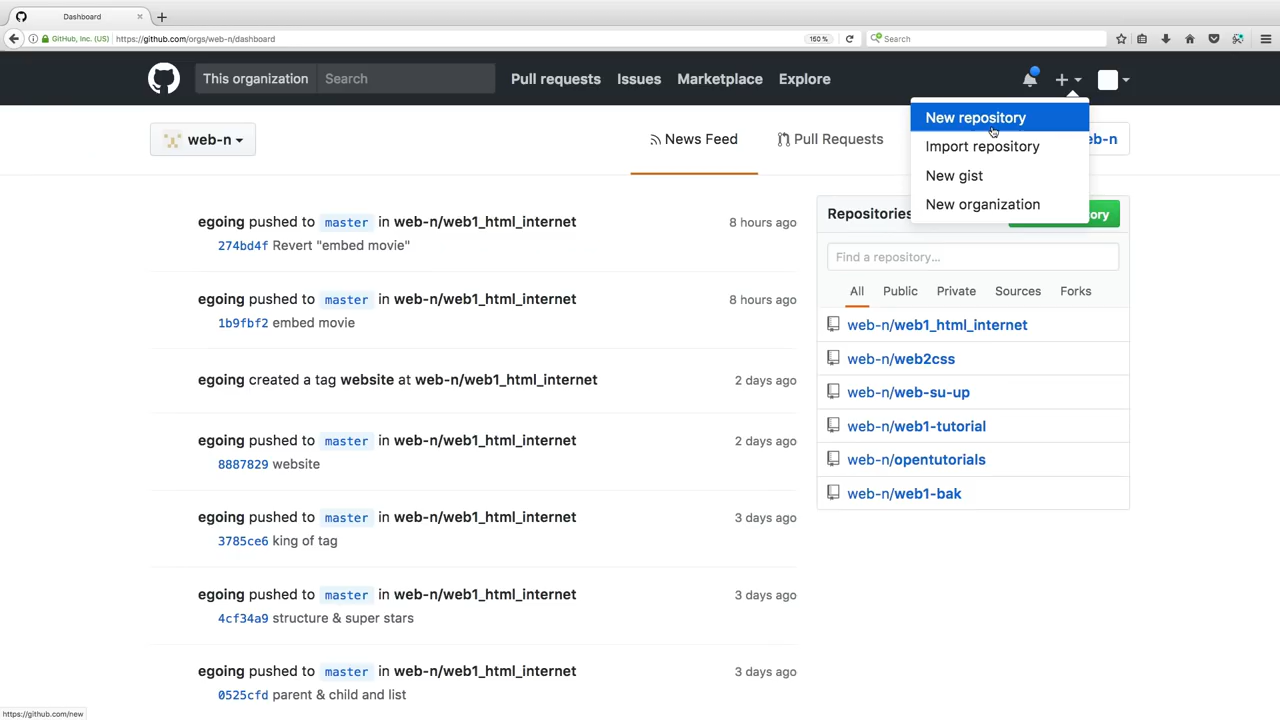 Dashboard
GitHub, Inc. (US) https://github.com/orgs/web-n/dashboard 150% Search
This organization Search Pull requests Issues Marketplace Explore
New repository
Import repository
New gist
New organization
web-n News Feed Pull Requests eb-n
Repositories ory
Find a repository...
All Public Private Sources Forks
web-n/web1_html_internet
web-n/web2css
web-n/web-su-up
web-n/web1-tutorial
web-n/opentutorials
web-n/web1-bak
egoing pushed to master in web-n/web1_html_internet 8 hours ago
274bd4f Revert "embed movie"
egoing pushed to master in web-n/web1_html_internet 8 hours ago
1b9fbf2 embed movie
egoing created a tag website at web-n/web1_html_internet 2 days ago
egoing pushed to master in web-n/web1_html_internet 2 days ago
8887829 website
egoing pushed to master in web-n/web1_html_internet 3 days ago
3785ce6 king of tag
egoing pushed to master in web-n/web1_html_internet 3 days ago
4cf34a9 structure & super stars
egoing pushed to master in web-n/web1_html_internet 3 days ago
0525cfd parent & child and list
https://github.com/new